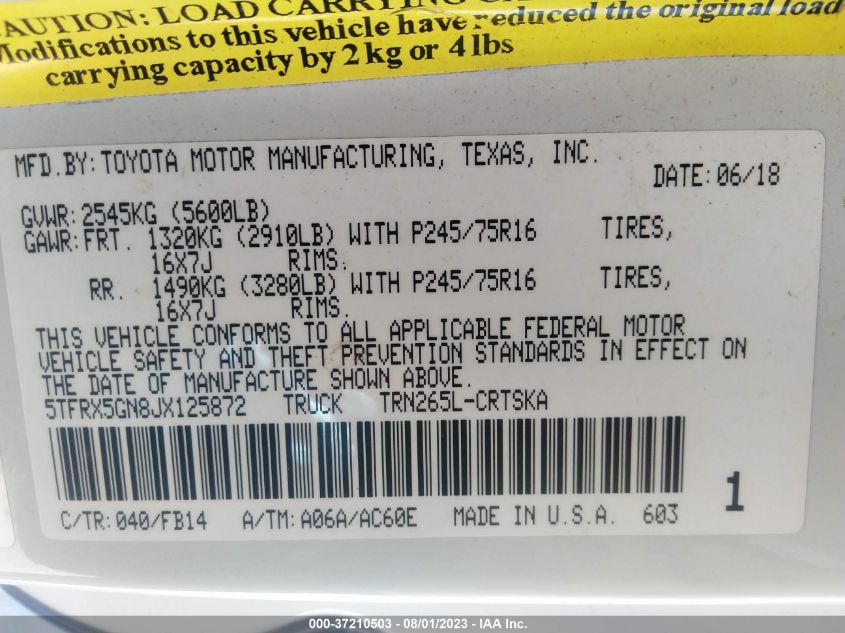 CAUTION: LOAD CARRYING
Modifications to this vehicle have reduced the original load
carrying capacity by 2 kg or 4 lbs
MFD.BY: TOYOTA MOTOR MANUFACTURING, TEXAS, INC.
DATE: 06/18
GVWR: 2545KG (5600LB)
GAWR: FRT. 1320KG (2910LB) WITH P245/75R16 TIRES,
16X7J RIMS.
RR. 1490KG (3280LB) WITH P245/75R16 TIRES,
16X7J RIMS.
THIS VEHICLE CONFORMS TO ALL APPLICABLE FEDERAL MOTOR
VEHICLE SAFETY AND THEFT PREVENTION STANDARDS IN EFFECT ON
THE DATE OF MANUFACTURE SHOWN ABOVE.
5TFRX5GN8JX125872 TRUCK TRN265L-CRTSKA
1
C/TR: 040/FB14 A/TM: A06A/AC60E MADE IN U.S.A. 603
000-37210503 - 08/01/2023 - © IAA Inc.